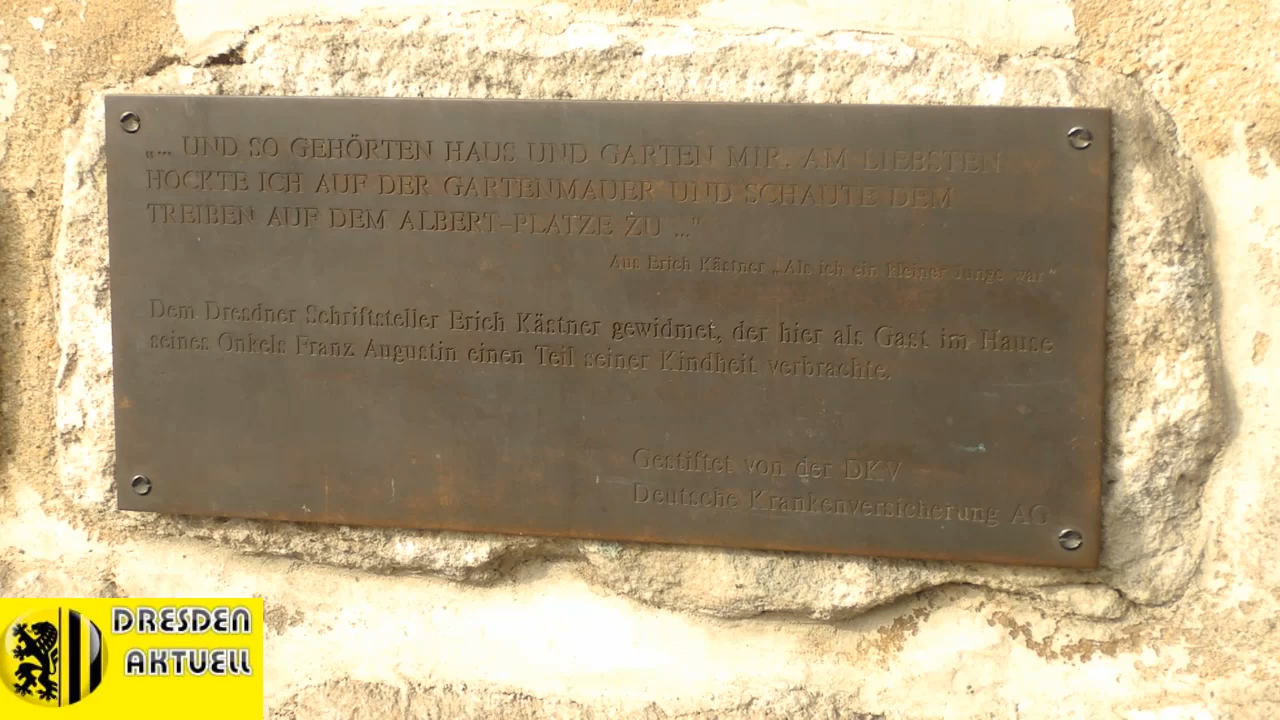 „... UND SO GEHÖRTEN HAUS UND GARTEN MIR. AM LIEBSTEN
HOCKTE ICH AUF DER GARTENMAUER UND SCHAUTE DEM
TREIBEN AUF DEM ALBERT-PLATZE ZU ..."
Aus Erich Kästner „Als ich ein kleiner Junge war"
Dem Dresdner Schriftsteller Erich Kästner gewidmet, der hier als Gast im Hause
seines Onkels Franz Augustin einen Teil seiner Kindheit verbrachte.
Gestiftet von der DKV
Deutsche Krankenversicherung AG
DRESDEN
AKTUELL